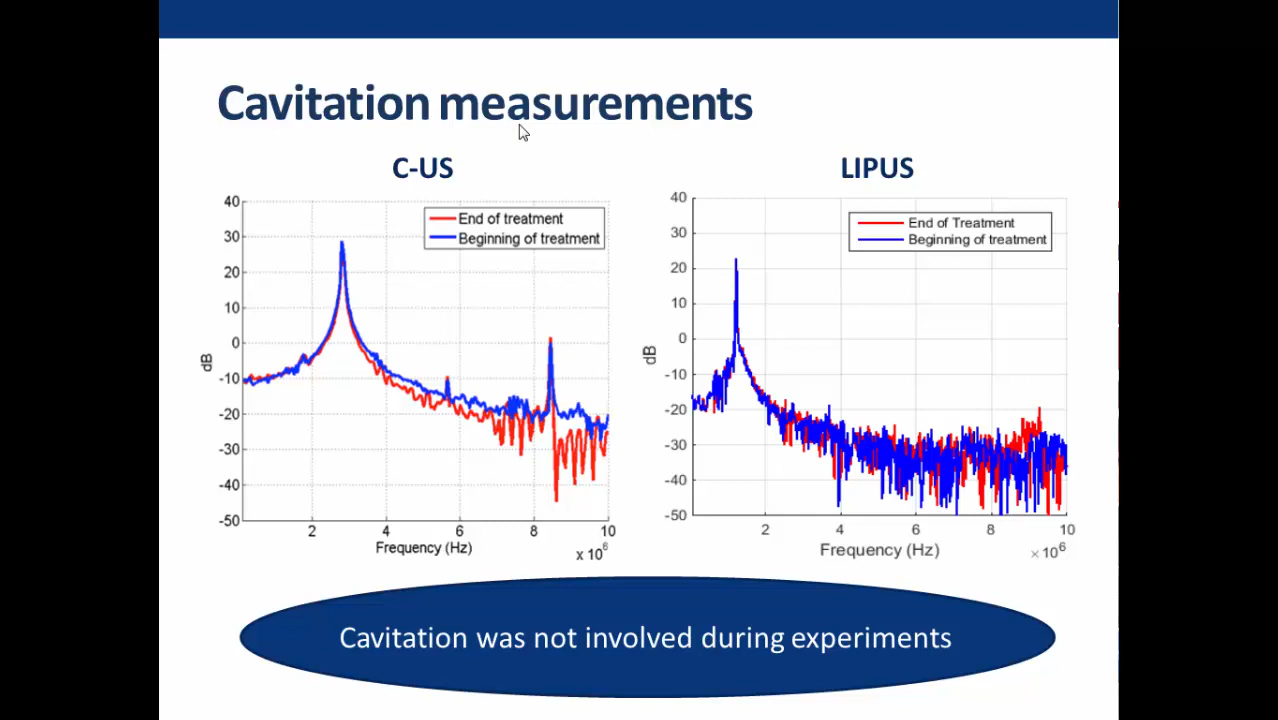 Cavitation measurements
C-US
LIPUS
40
30
20
10
0
-10
-20
-30
-40
-50
dB
End of treatment
Beginning of treatment
2
4
6
8
10
Frequency (Hz)
x 10⁶
40
30
20
10
0
-10
-20
-30
-40
-50
dB
End of Treatment
Beginning of treatment
2
4
6
8
10
Frequency (Hz)
×10⁶
Cavitation was not involved during experiments